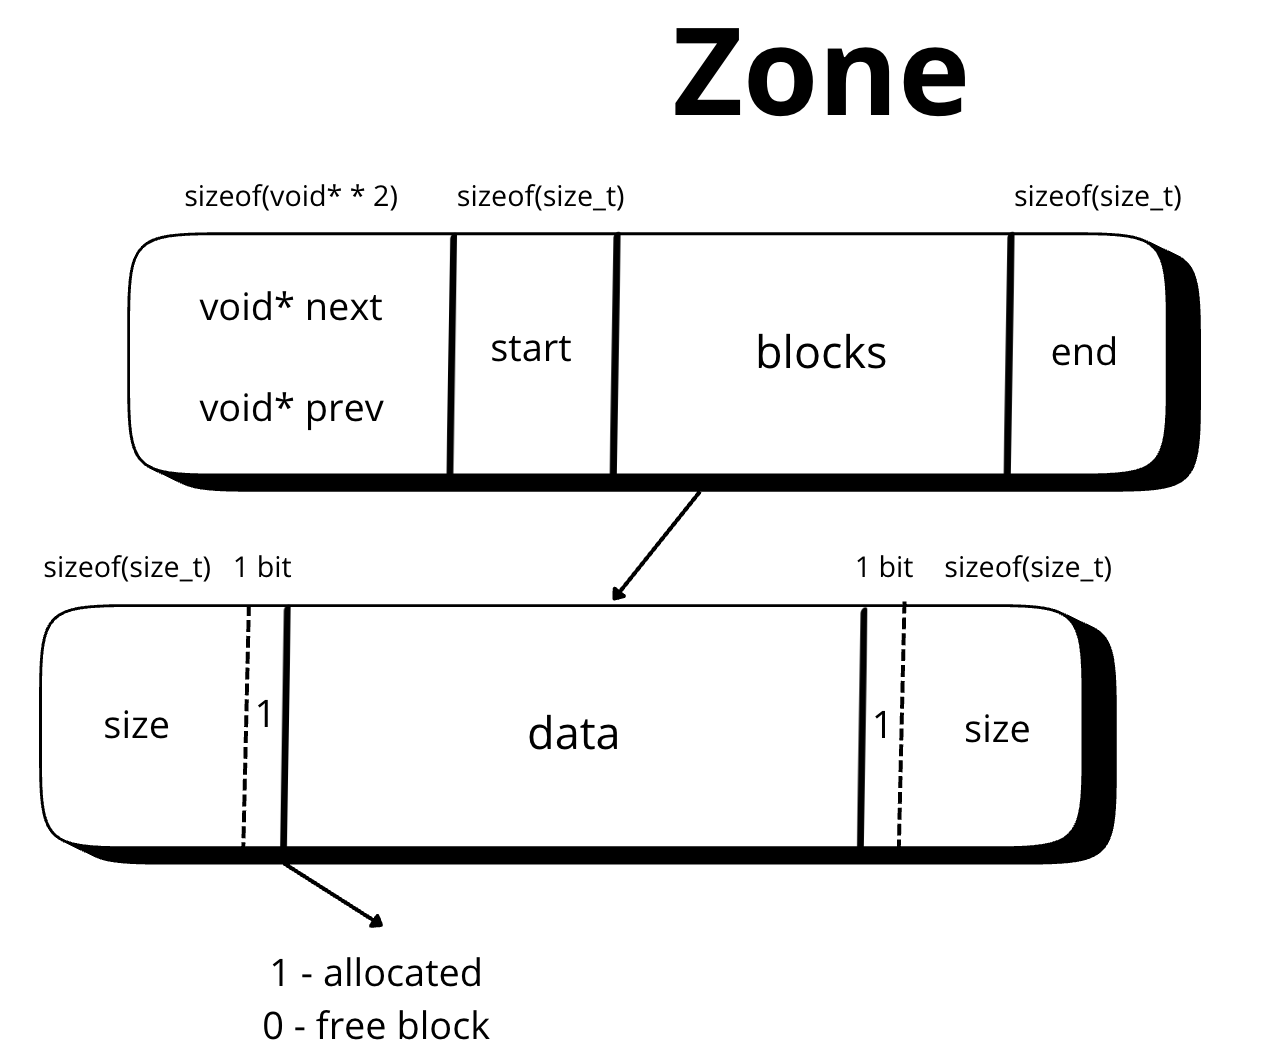 Zone
sizeof(void* * 2)
sizeof(size_t)
sizeof(size_t)
void* next
void* prev
start
blocks
end
sizeof(size_t)
1 bit
1 bit
sizeof(size_t)
size
1
data
1
size
1 - allocated
0 - free block